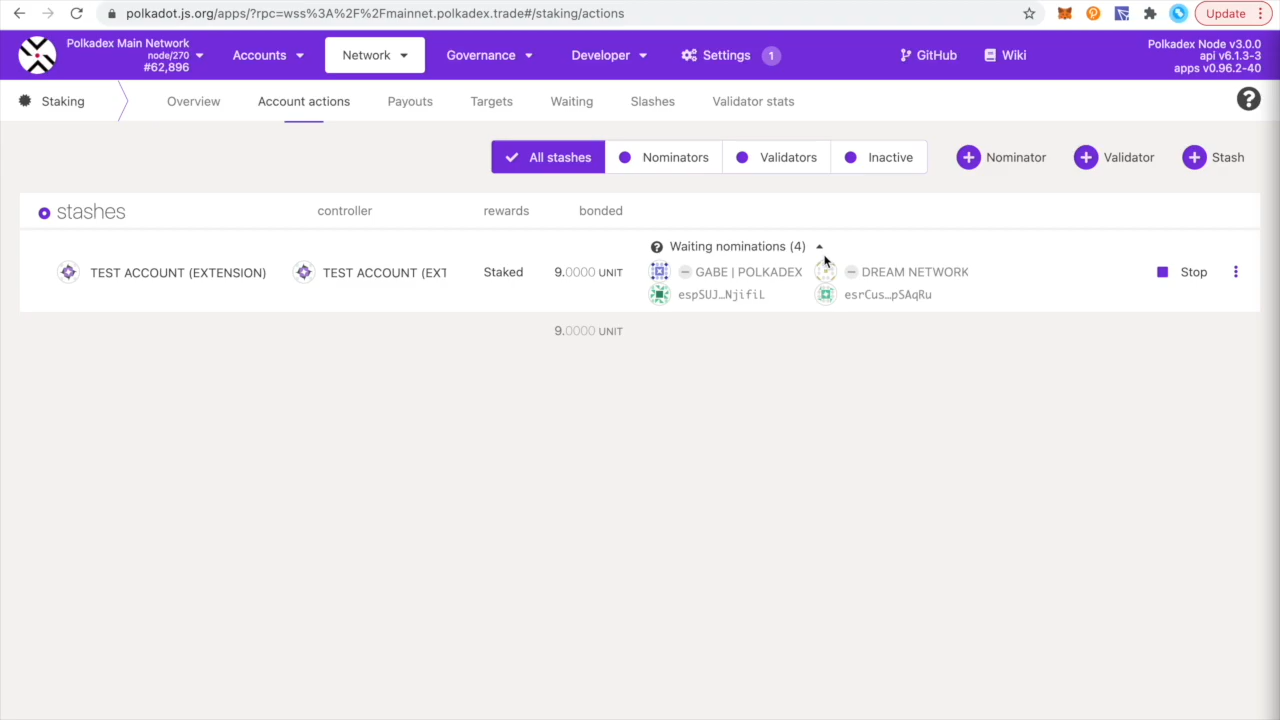 polkadot.js.org/apps/?rpc=wss%3A%2F%2Fmainnet.polkadex.trade#/staking/actions
Update
Polkadex Main Network
node/270
#62,896
Accounts
Network
Governance
Developer
Settings
1
GitHub
Wiki
Polkadex Node v3.0.0
api v6.1.3-3
apps v0.96.2-40
Staking
Overview
Account actions
Payouts
Targets
Waiting
Slashes
Validator stats
?
All stashes
Nominators
Validators
Inactive
Nominator
Validator
Stash
stashes
controller
rewards
bonded
Waiting nominations (4)
TEST ACCOUNT (EXTENSION)
TEST ACCOUNT (EXT
Staked
9.0000 UNIT
GABE | POLKADEX
DREAM NETWORK
espSUJ…NjifiL
esrCus…pSAqRu
Stop
9.0000 UNIT